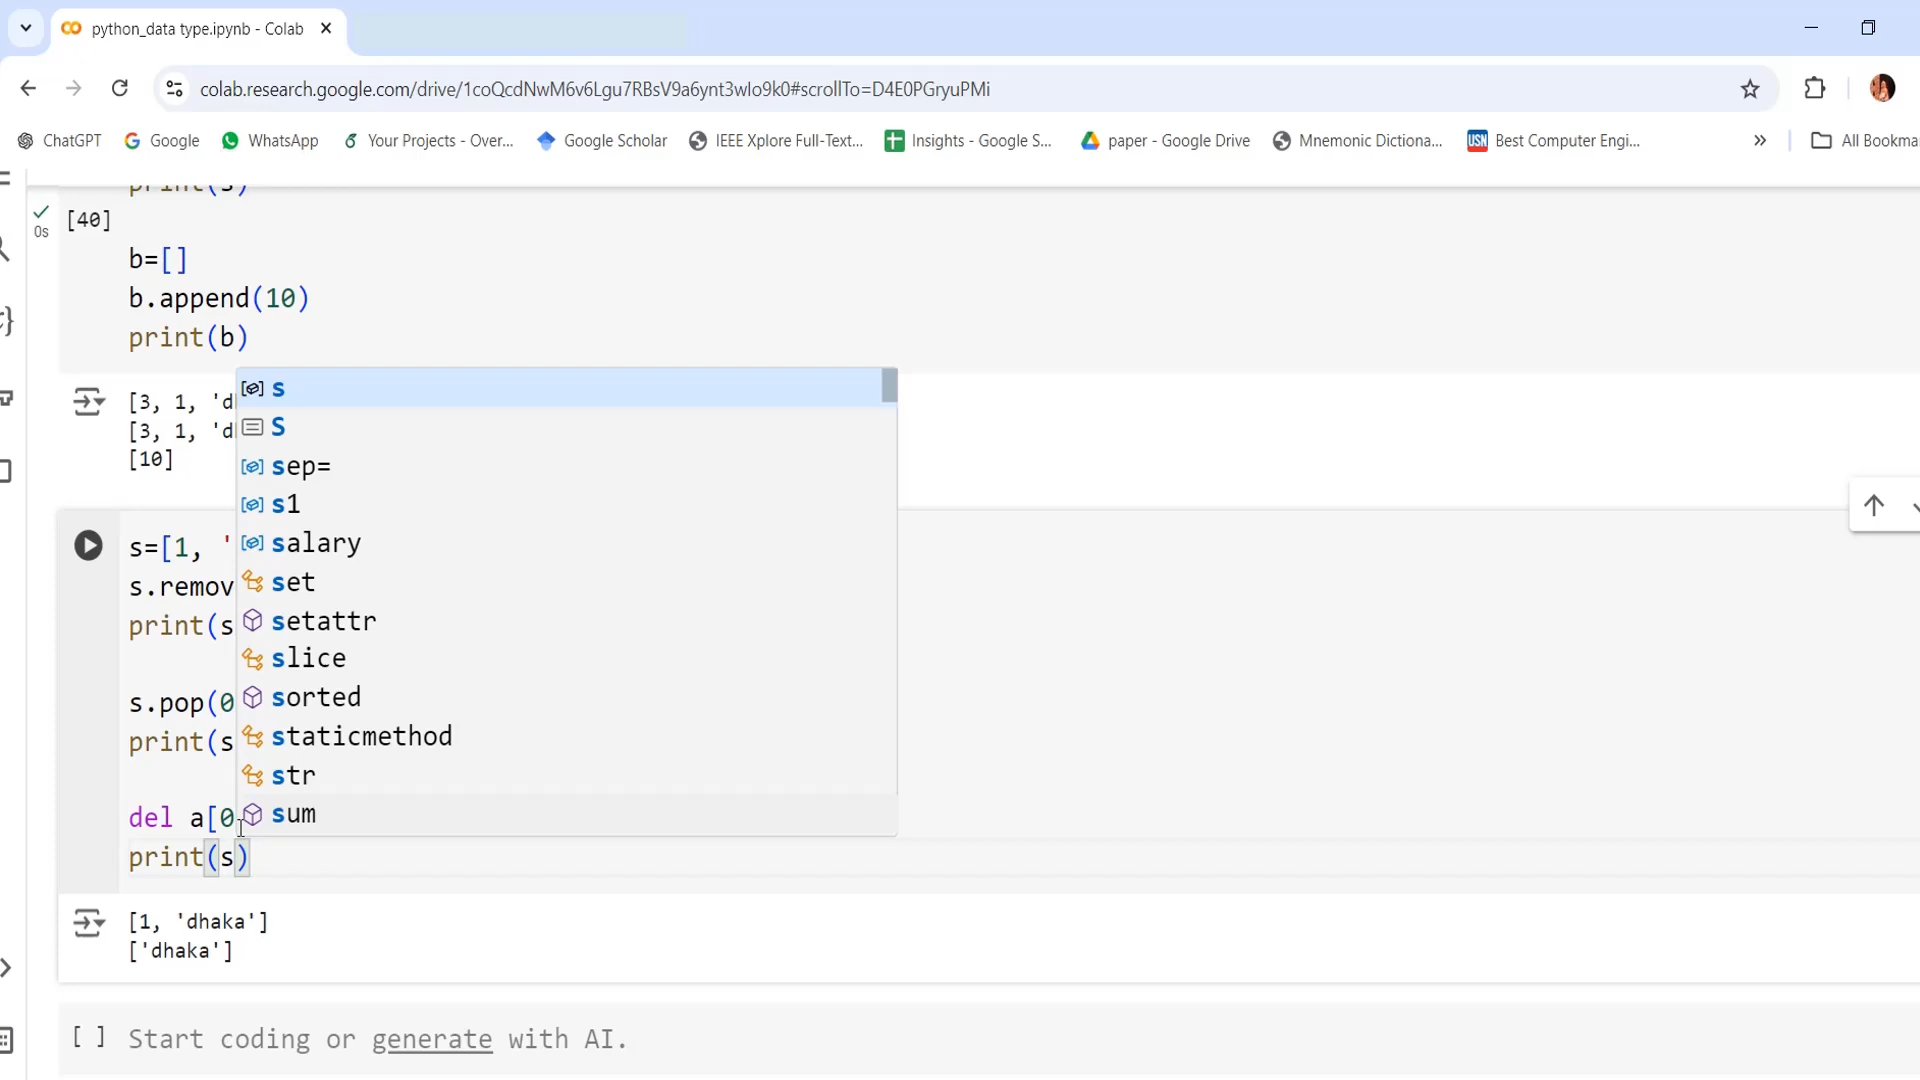 python_data type.ipynb - Colab
colab.research.google.com/drive/1coQcdNwM6v6Lgu7RBsV9a6ynt3wIo9k0#scrollTo=D4E0PGryuPMi
ChatGPT Google WhatsApp Your Projects - Over... Google Scholar IEEE Xplore Full-Text... Insights - Google S... paper - Google Drive Mnemonic Dictiona... USN Best Computer Engi... » All Bookma
print(s)
0s [40]
b=[]
b.append(10)
print(b)
s
[3, 1, 'd
S
[3, 1, 'd
[10]
sep=
s1
s=[1, '
salary
s.remov
set
print(s
setattr
slice
s.pop(0
sorted
print(s
staticmethod
str
del a[0
sum
print(s)
[1, 'dhaka']
['dhaka']
[ ] Start coding or generate with AI.